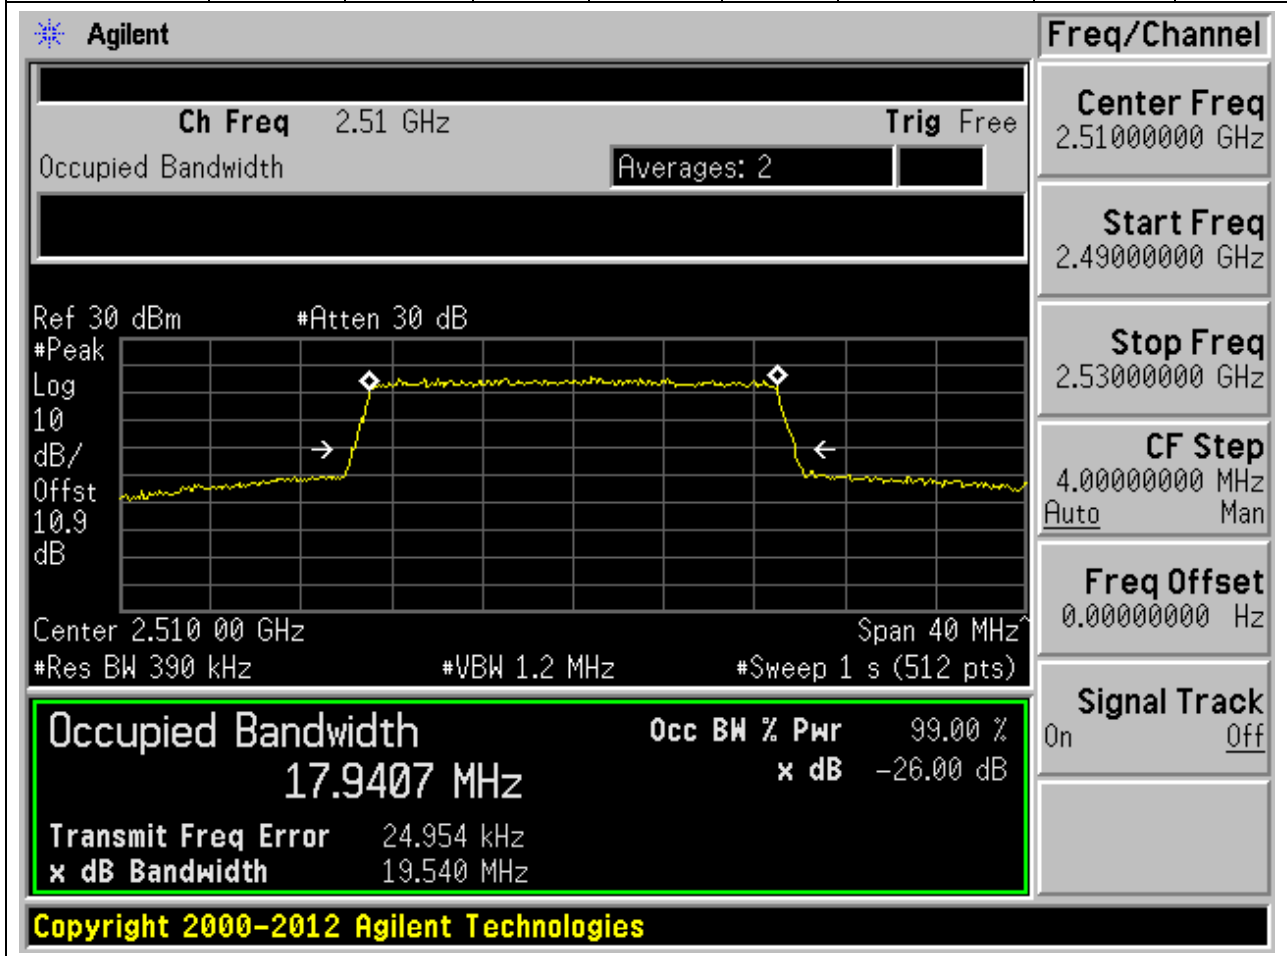 Agilent
Freq/Channel
Ch Freq 2.51 GHz Trig Free
Occupied Bandwidth Averages: 2
Center Freq
2.51000000 GHz
Start Freq
2.49000000 GHz
Stop Freq
2.53000000 GHz
CF Step
4.00000000 MHz
Auto Man
Freq Offset
0.00000000 Hz
Signal Track
On Off
Ref 30 dBm #Atten 30 dB
#Peak
Log
10
dB/
Offst
10.9
dB
Center 2.510 00 GHz Span 40 MHz^
#Res BW 390 kHz #VBW 1.2 MHz #Sweep 1 s (512 pts)
Occupied Bandwidth Occ BW % Pwr 99.00 %
17.9407 MHz x dB -26.00 dB
Transmit Freq Error 24.954 kHz
x dB Bandwidth 19.540 MHz
Copyright 2000-2012 Agilent Technologies